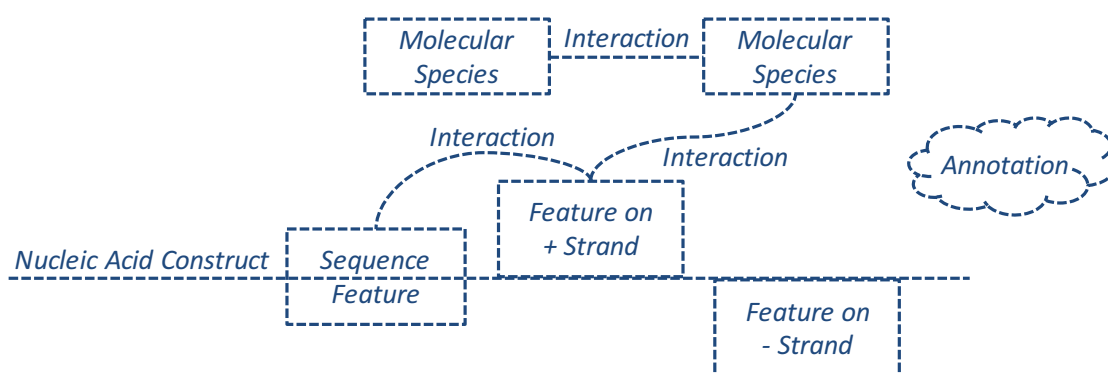 Molecular
Species
Interaction
Molecular
Species
Interaction
Interaction
Annotation
Feature on
+ Strand
Nucleic Acid Construct
Sequence
Feature
Feature on
- Strand